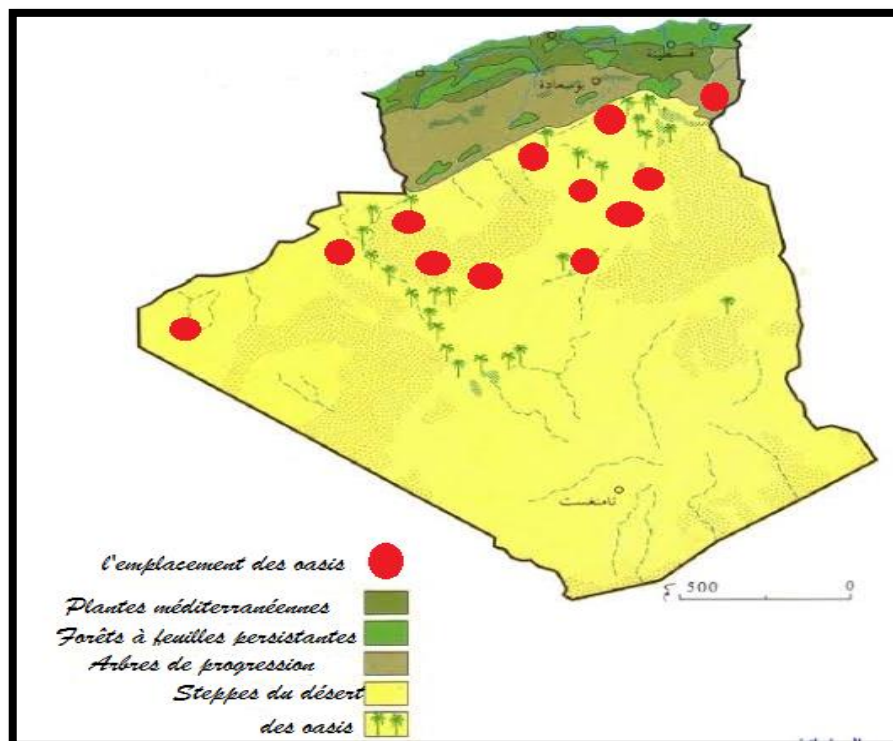 قسنطينة
بوسعادة
تامنغست
500 0
l'emplacement des oasis
Plantes méditerranéennes
Forêts à feuilles persistantes
Arbres de progression
Steppes du désert
des oasis